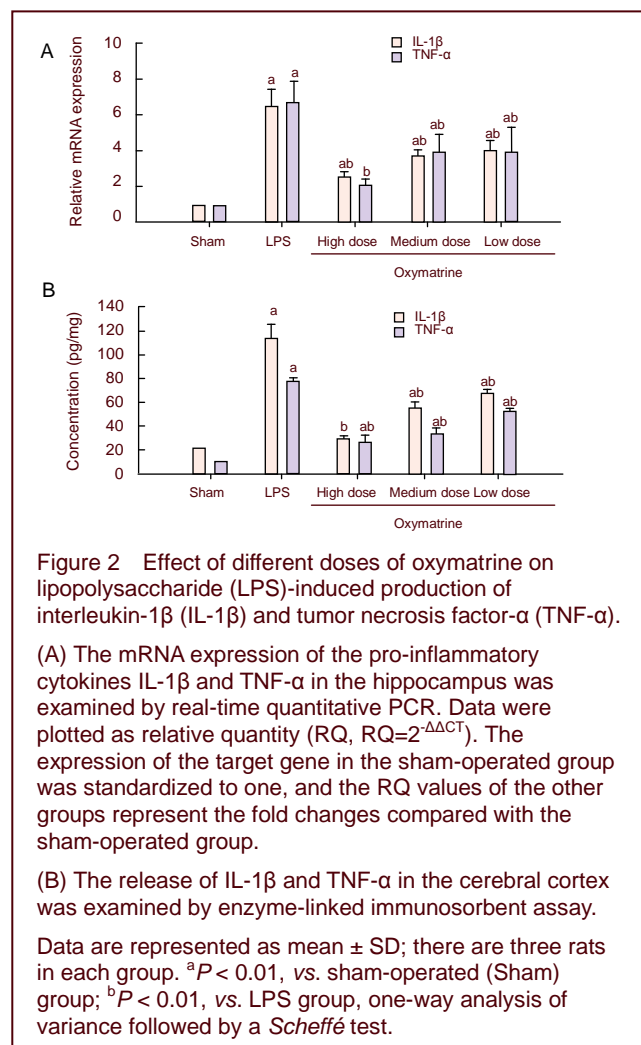 A
IL-1β
TNF-α
Relative mRNA expression
10
8
6
4
2
0
a a
ab b
ab ab
ab ab
Sham LPS High dose Medium dose Low dose
Oxymatrine
B
IL-1β
TNF-α
Concentration (pg/mg)
140
120
100
80
60
40
20
0
a a
b ab
ab ab
ab ab
Sham LPS High dose Medium dose Low dose
Oxymatrine
Figure 2 Effect of different doses of oxymatrine on
lipopolysaccharide (LPS)-induced production of
interleukin-1β (IL-1β) and tumor necrosis factor-α (TNF-α).
(A) The mRNA expression of the pro-inflammatory
cytokines IL-1β and TNF-α in the hippocampus was
examined by real-time quantitative PCR. Data were
plotted as relative quantity (RQ, RQ=2^-ΔΔCT). The
expression of the target gene in the sham-operated group
was standardized to one, and the RQ values of the other
groups represent the fold changes compared with the
sham-operated group.
(B) The release of IL-1β and TNF-α in the cerebral cortex
was examined by enzyme-linked immunosorbent assay.
Data are represented as mean ± SD; there are three rats
in each group. ᵃP < 0.01, vs. sham-operated (Sham)
group; ᵇP < 0.01, vs. LPS group, one-way analysis of
variance followed by a Scheffé test.